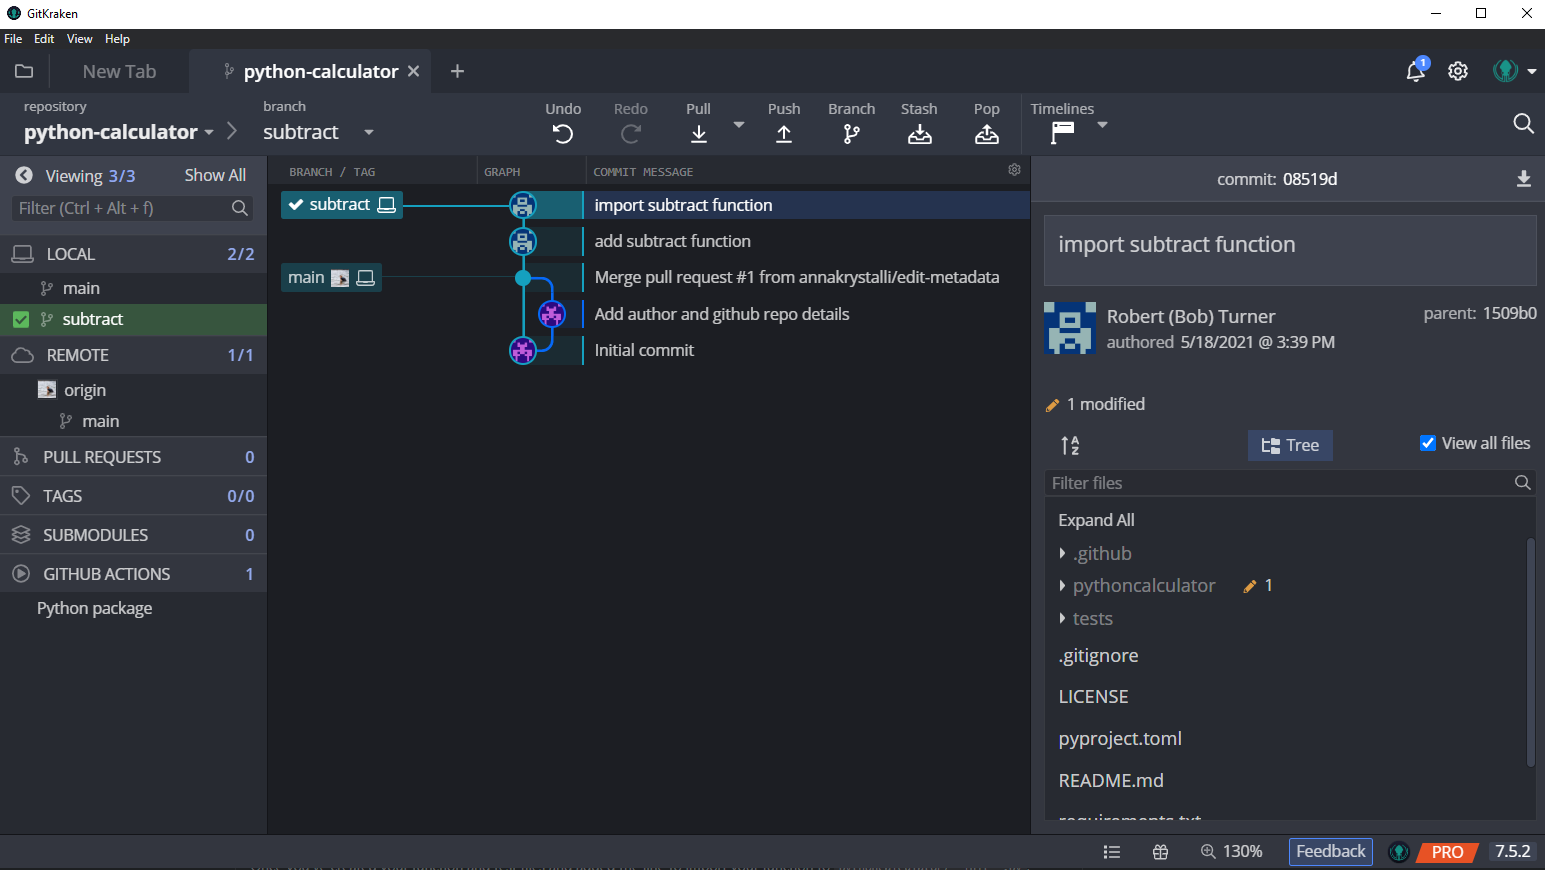 GitKraken
File Edit View Help
New Tab
python-calculator
1
repository
python-calculator
branch
subtract
Undo
Redo
Pull
Push
Branch
Stash
Pop
Timelines
Viewing 3/3
Show All
Filter (Ctrl + Alt + f)
LOCAL 2/2
main
subtract
REMOTE 1/1
origin
main
PULL REQUESTS 0
TAGS 0/0
SUBMODULES 0
GITHUB ACTIONS 1
Python package
BRANCH / TAG GRAPH COMMIT MESSAGE
subtract import subtract function
add subtract function
main Merge pull request #1 from annakrystalli/edit-metadata
Add author and github repo details
Initial commit
commit: 08519d
import subtract function
Robert (Bob) Turner
authored 5/18/2021 @ 3:39 PM
parent: 1509b0
1 modified
A Z
Tree
View all files
Filter files
Expand All
.github
pythoncalculator 1
tests
.gitignore
LICENSE
pyproject.toml
README.md
requirements.txt
130% Feedback PRO 7.5.2